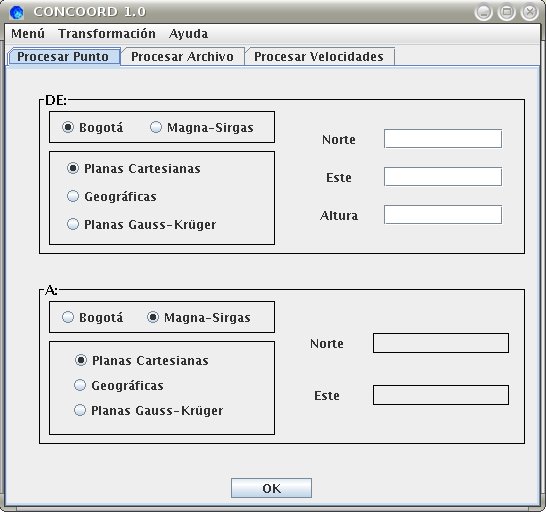 CONCOORD 1.0
Menú Transformación Ayuda
Procesar Punto Procesar Archivo Procesar Velocidades
DE:
Bogotá Magna-Sirgas
Planas Cartesianas
Geográficas
Planas Gauss-Krüger
Norte
Este
Altura
A:
Bogotá Magna-Sirgas
Planas Cartesianas
Geográficas
Planas Gauss-Krüger
Norte
Este
OK